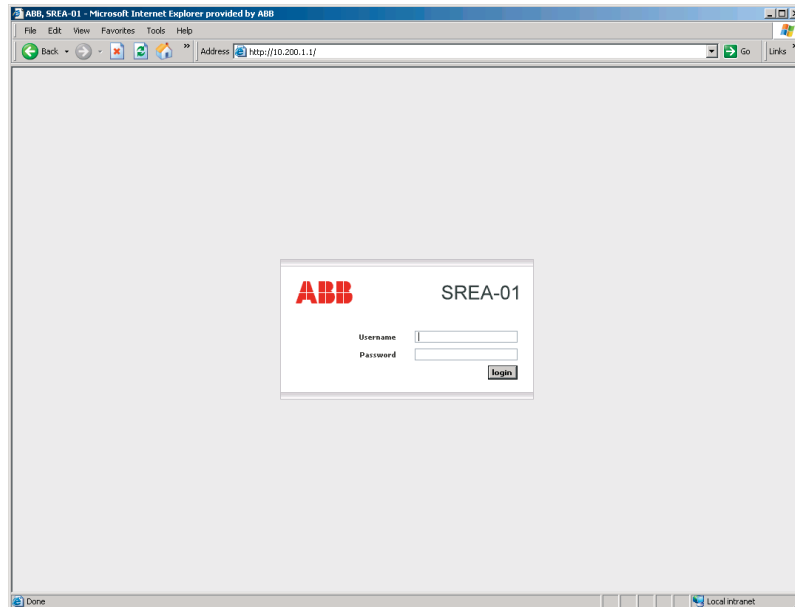 ABB, SREA-01 - Microsoft Internet Explorer provided by ABB
File Edit View Favorites Tools Help
Back » Address http://10.200.1.1/ Go Links »
ABB SREA-01
Username
Password
login
Done Local intranet